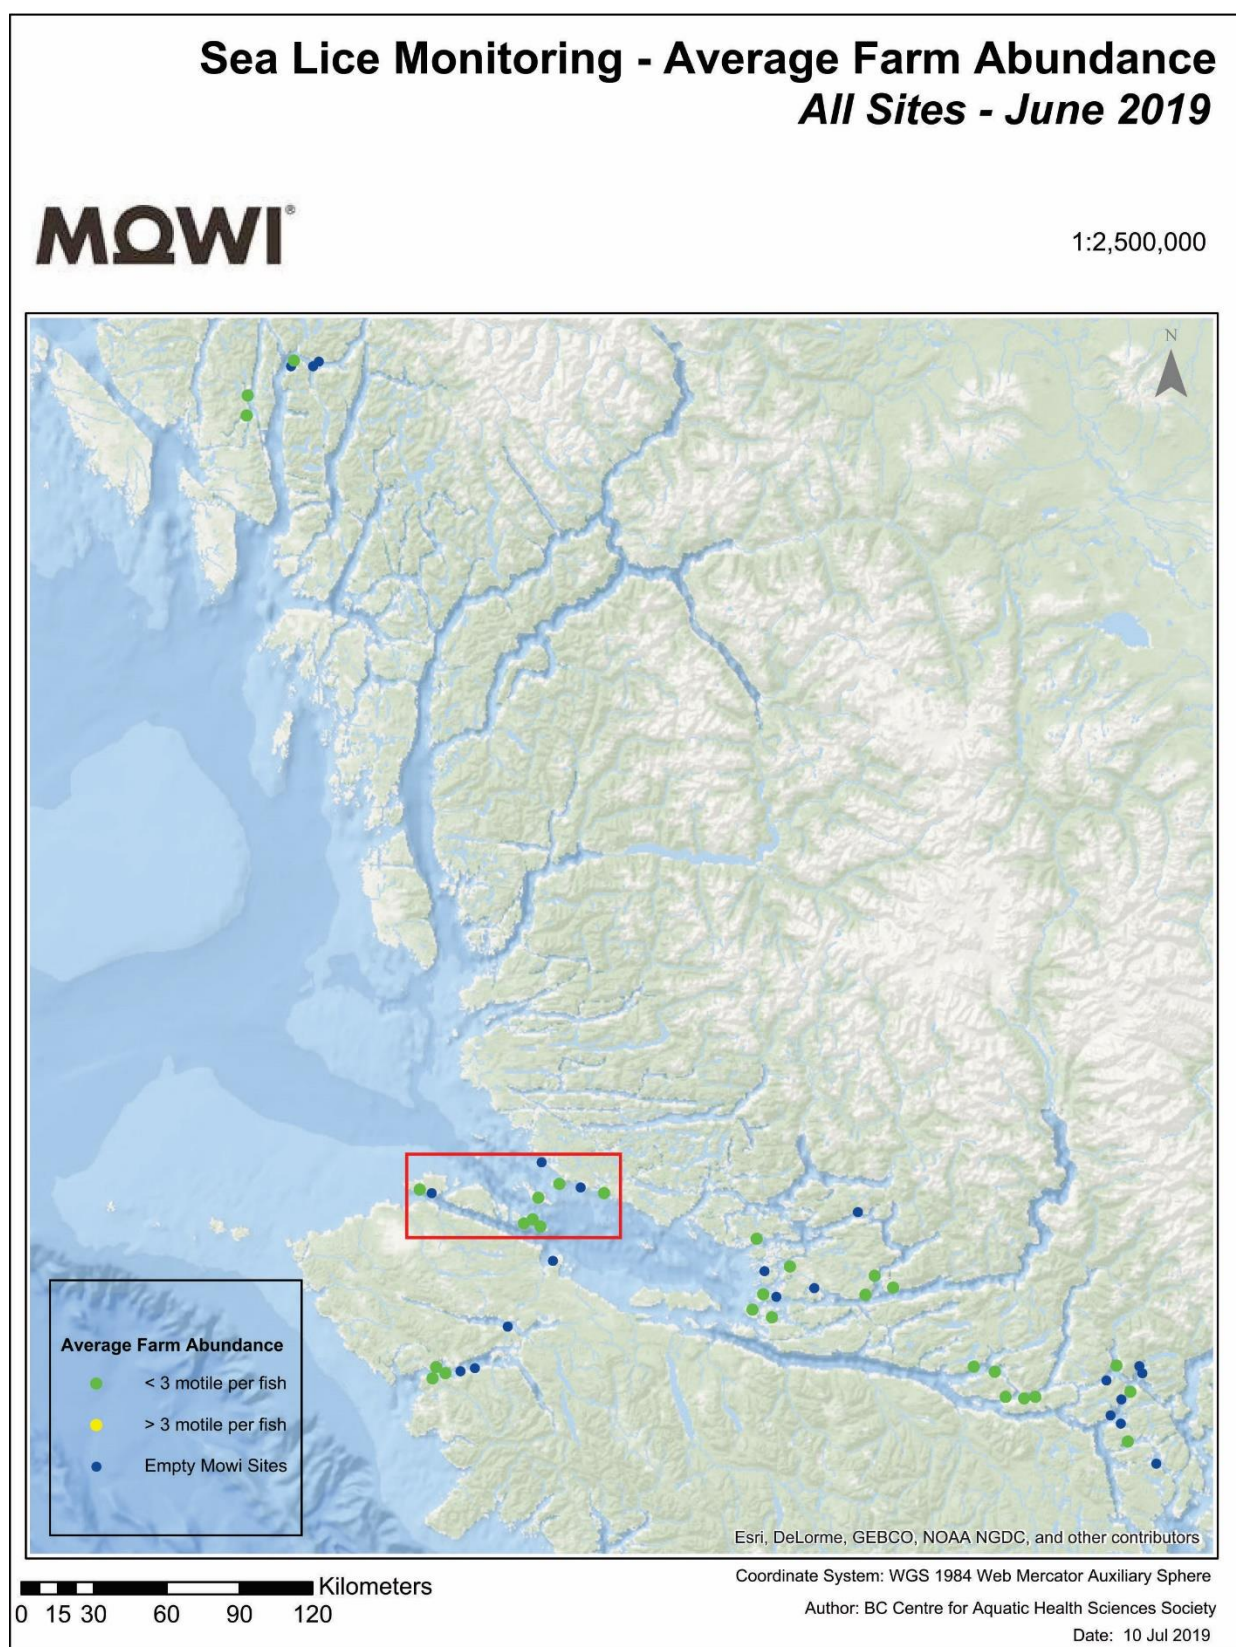 Sea Lice Monitoring - Average Farm Abundance
All Sites - June 2019
MOWI®
1:2,500,000
N
Average Farm Abundance
< 3 motile per fish
> 3 motile per fish
Empty Mowi Sites
Esri, DeLorme, GEBCO, NOAA NGDC, and other contributors
Kilometers
0 15 30 60 90 120
Coordinate System: WGS 1984 Web Mercator Auxiliary Sphere
Author: BC Centre for Aquatic Health Sciences Society
Date: 10 Jul 2019